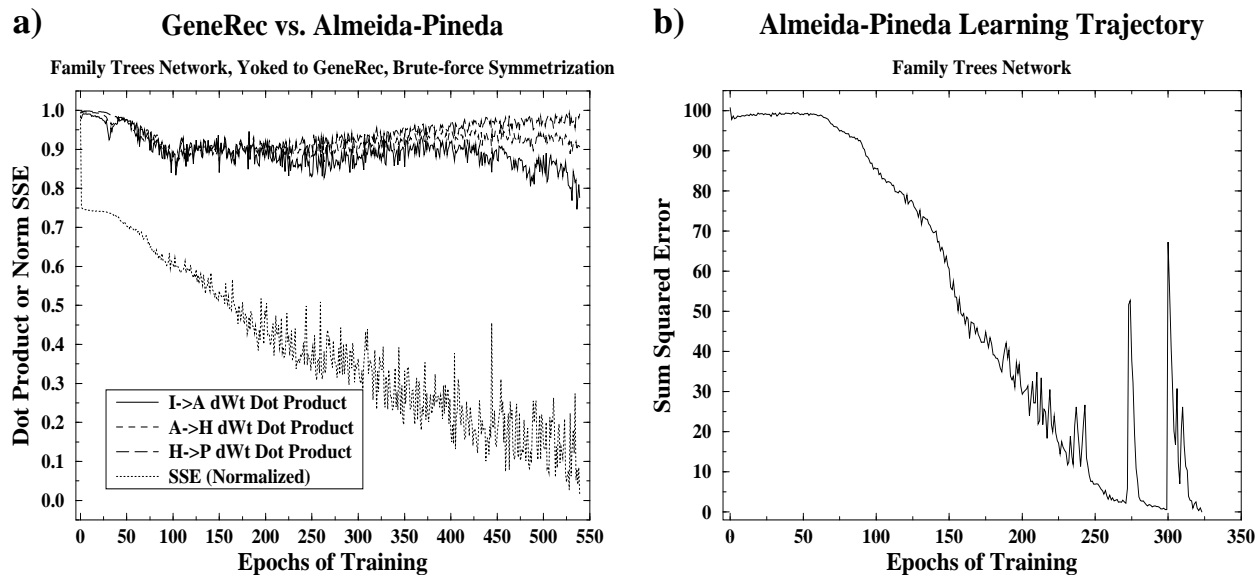 a)
GeneRec vs. Almeida-Pineda
Family Trees Network, Yoked to GeneRec, Brute-force Symmetrization
Dot Product or Norm SSE
1.0
0.9
0.8
0.7
0.6
0.5
0.4
0.3
0.2
0.1
0.0
I->A dWt Dot Product
A->H dWt Dot Product
H->P dWt Dot Product
SSE (Normalized)
0 50 100 150 200 250 300 350 400 450 500 550
Epochs of Training
b)
Almeida-Pineda Learning Trajectory
Family Trees Network
Sum Squared Error
100
90
80
70
60
50
40
30
20
10
0
0 50 100 150 200 250 300 350
Epochs of Training